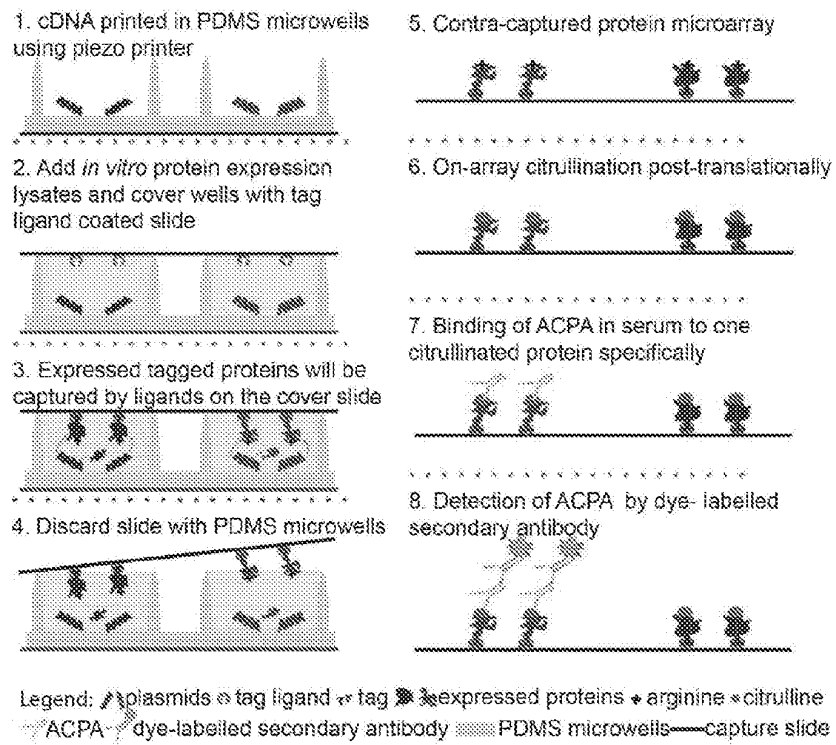 1. cDNA printed in PDMS microwells
using piezo printer
2. Add in vitro protein expression
lysates and cover wells with tag
ligand coated slide
3. Expressed tagged proteins will be
captured by ligands on the cover slide
4. Discard slide with PDMS microwells
5. Contra-captured protein microarray
6. On-array citrullination post-translationally
7. Binding of ACPA in serum to one
citrullinated protein specifically
8. Detection of ACPA by dye- labelled
secondary antibody
Legend: plasmids tag ligand tag expressed proteins arginine citrulline
ACPA dye-labelled secondary antibody PDMS microwells capture slide